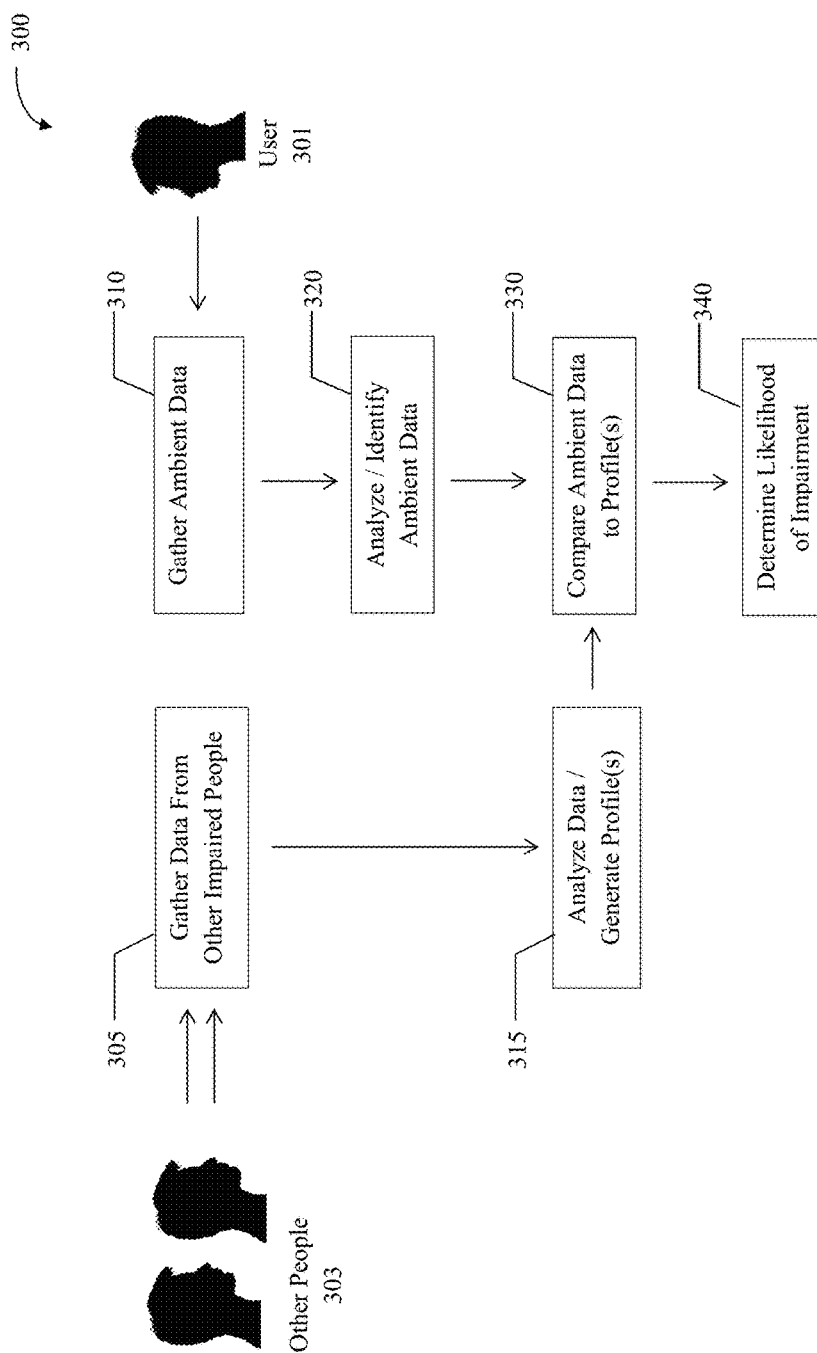 300
Other People
303
305
Gather Data From
Other Impaired People
310
Gather Ambient Data
User
301
320
Analyze / Identify
Ambient Data
315
Analyze Data /
Generate Profile(s)
330
Compare Ambient Data
to Profile(s)
340
Determine Likelihood
of Impairment